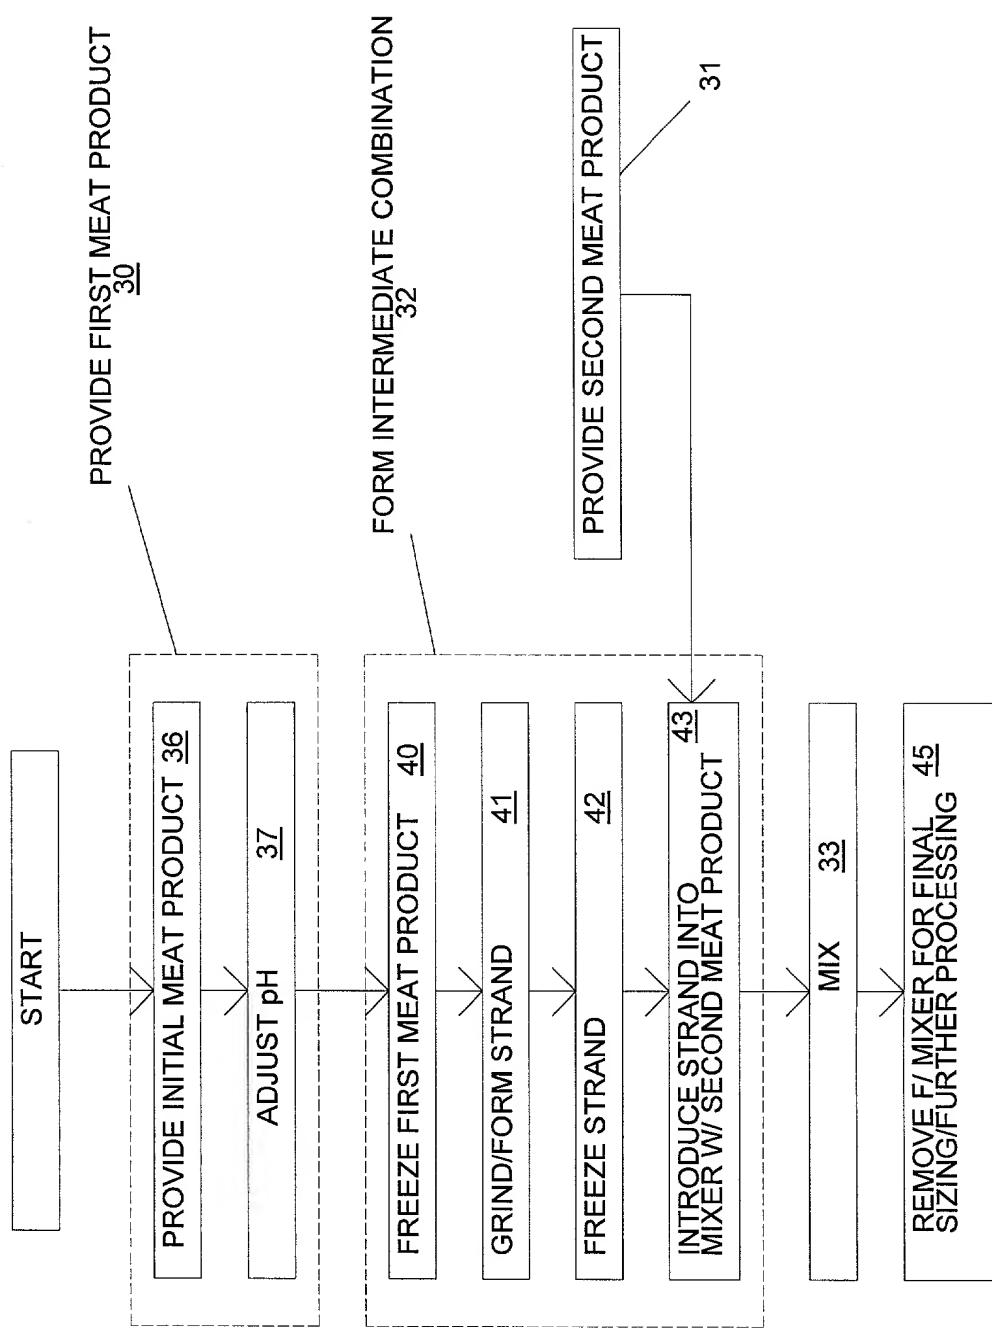 START
PROVIDE INITIAL MEAT PRODUCT 36
ADJUST pH 37
PROVIDE FIRST MEAT PRODUCT
30
FREEZE FIRST MEAT PRODUCT 40
GRIND/FORM STRAND 41
FREEZE STRAND 42
INTRODUCE STRAND INTO 43
MIXER W/ SECOND MEAT PRODUCT
FORM INTERMEDIATE COMBINATION
32
PROVIDE SECOND MEAT PRODUCT
31
MIX 33
REMOVE F/ MIXER FOR FINAL 45
SIZING/FURTHER PROCESSING